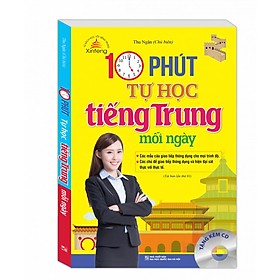 Thu Ngân (Chủ biên)
Xinfeng
10 PHÚT
TỰ HỌC
tiếng Trung
mỗi ngày
Các mẫu câu giao tiếp thông dụng cho mọi trình độ.
Các chủ đề giao tiếp thông dụng và hiện đại sát
thực với thực tế.
(Tái bản lần thứ II)
TẶNG KÈM CD
10 PHÚT TỰ HỌC tiếng Trung mỗi ngày